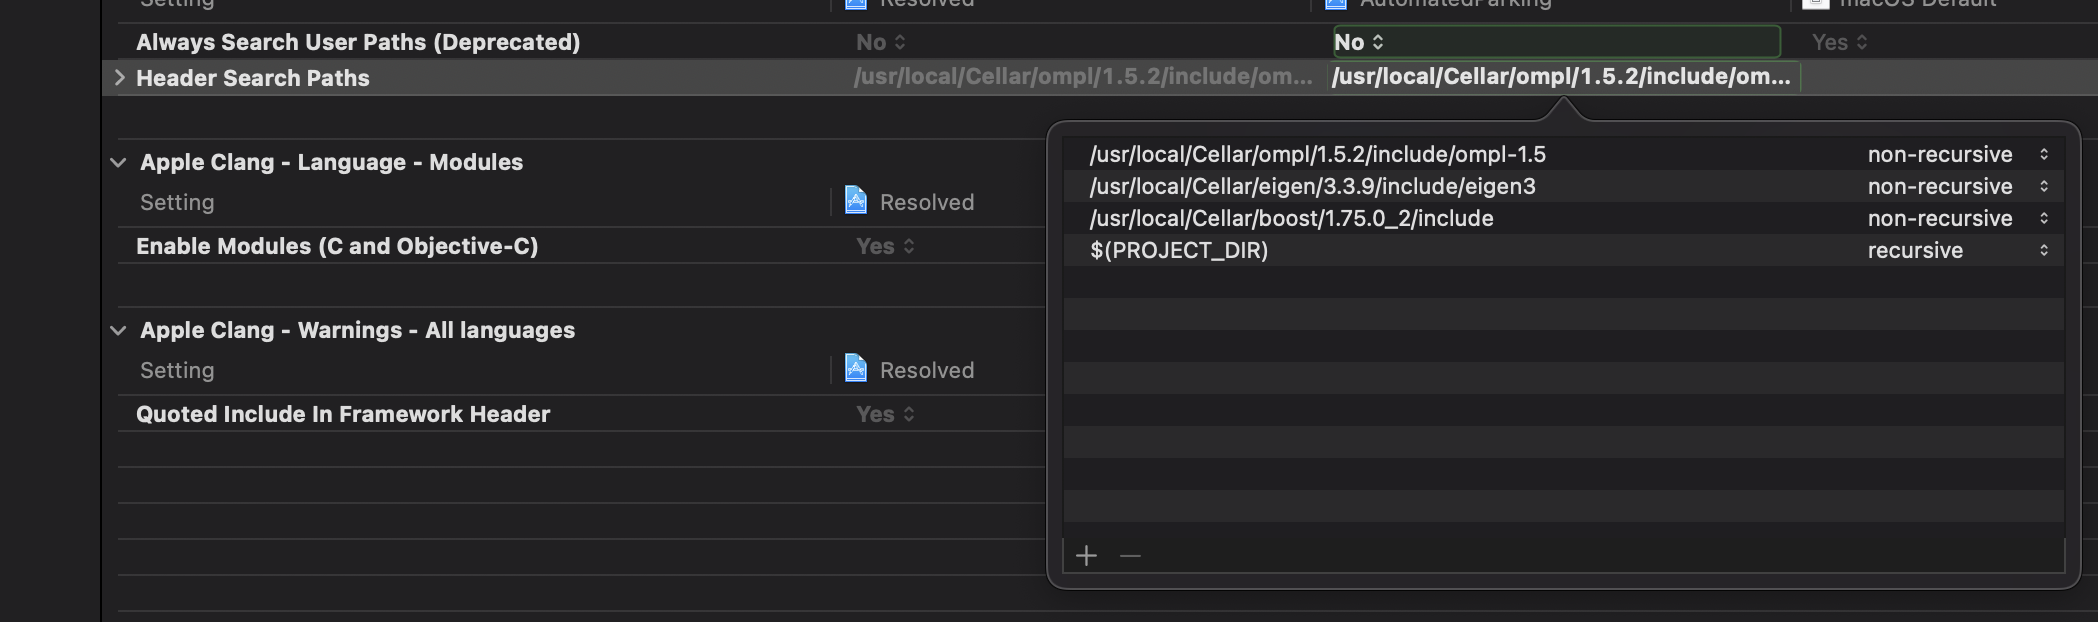 Setting Resolved AutomatedParking macOS Default
Always Search User Paths (Deprecated) No No Yes
Header Search Paths /usr/local/Cellar/ompl/1.5.2/include/om... /usr/local/Cellar/ompl/1.5.2/include/om...
/usr/local/Cellar/ompl/1.5.2/include/ompl-1.5 non-recursive
/usr/local/Cellar/eigen/3.3.9/include/eigen3 non-recursive
/usr/local/Cellar/boost/1.75.0_2/include non-recursive
$(PROJECT_DIR) recursive
Apple Clang - Language - Modules
Setting Resolved
Enable Modules (C and Objective-C) Yes
Apple Clang - Warnings - All languages
Setting Resolved
Quoted Include In Framework Header Yes